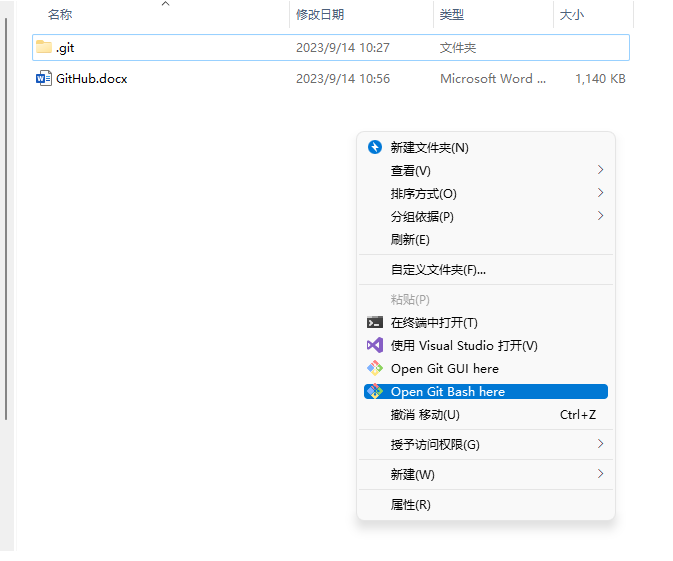 名称 修改日期 类型 大小
.git 2023/9/14 10:27 文件夹
GitHub.docx 2023/9/14 10:56 Microsoft Word ... 1,140 KB
新建文件夹(N)
查看(V)
排序方式(O)
分组依据(P)
刷新(E)
自定义文件夹(F)...
粘贴(P)
在终端中打开(T)
使用 Visual Studio 打开(V)
Open Git GUI here
Open Git Bash here
撤消 移动(U) Ctrl+Z
授予访问权限(G)
新建(W)
属性(R)